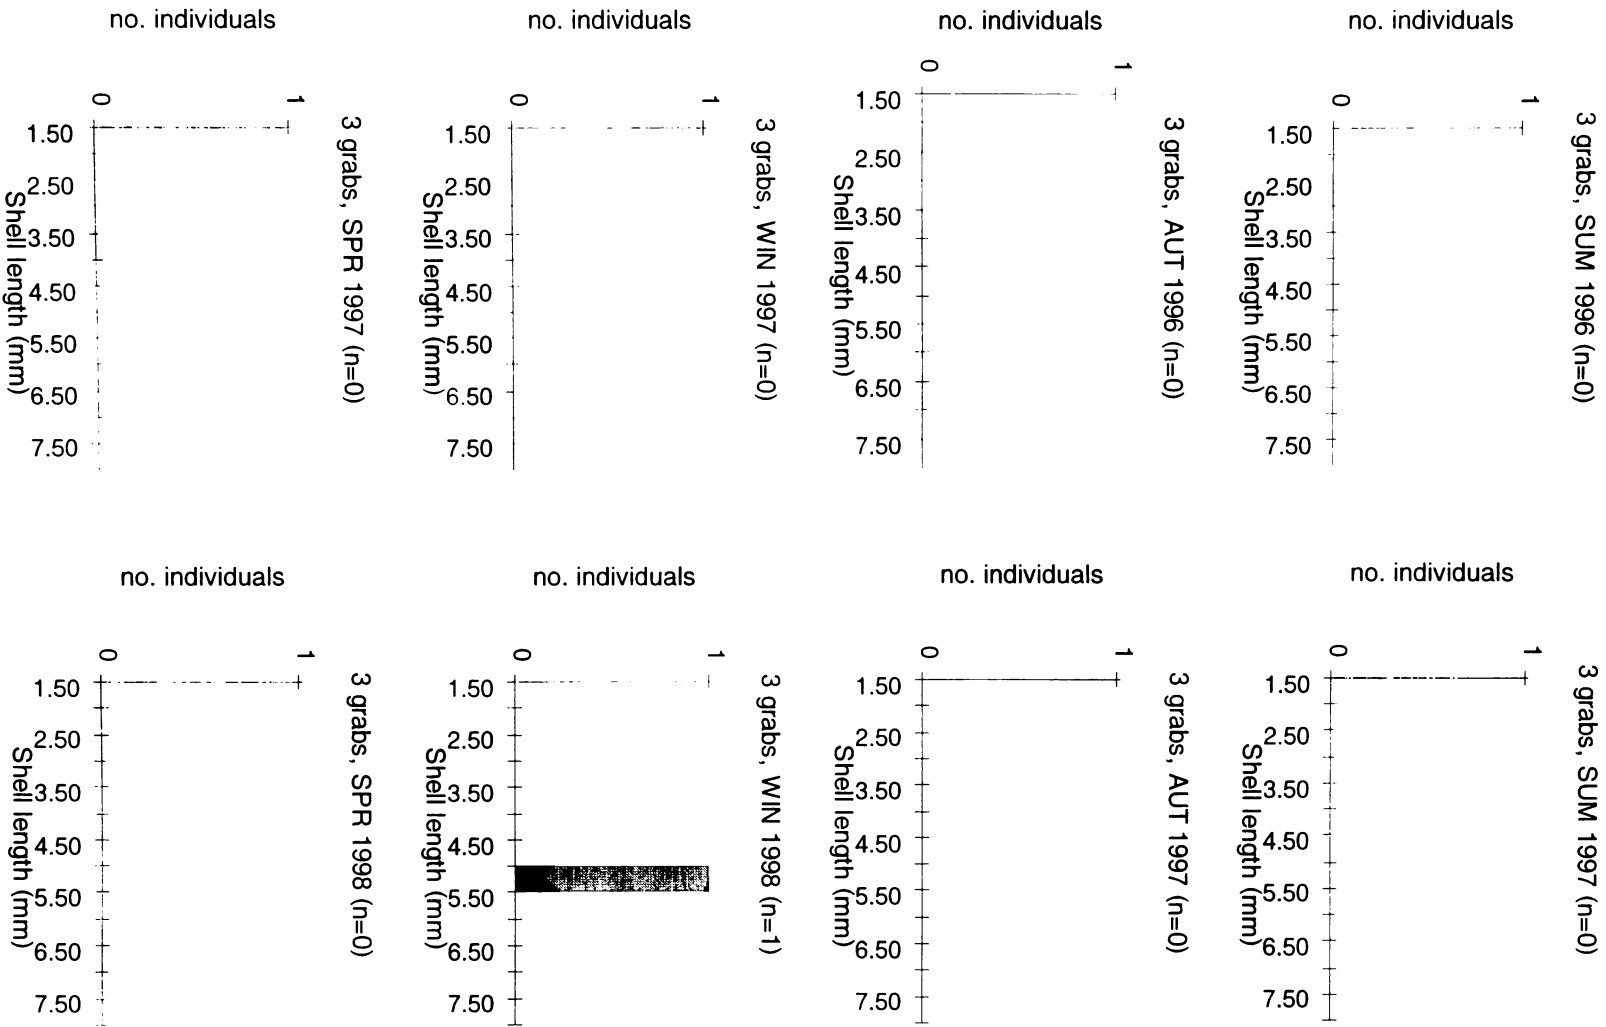 no. individuals
0 1
3 grabs, SPR 1997 (n=0)
1.50
2.50
3.50
4.50
5.50
6.50
7.50
Shell length (mm)
no. individuals
0 1
3 grabs, WIN 1997 (n=0)
1.50
2.50
3.50
4.50
5.50
6.50
7.50
Shell length (mm)
no. individuals
0 1
3 grabs, AUT 1996 (n=0)
1.50
2.50
3.50
4.50
5.50
6.50
7.50
Shell length (mm)
no. individuals
0 1
3 grabs, SUM 1996 (n=0)
1.50
2.50
3.50
4.50
5.50
6.50
7.50
Shell length (mm)
no. individuals
0 1
3 grabs, SPR 1998 (n=0)
1.50
2.50
3.50
4.50
5.50
6.50
7.50
Shell length (mm)
no. individuals
0 1
3 grabs, WIN 1998 (n=1)
1.50
2.50
3.50
4.50
5.50
6.50
7.50
Shell length (mm)
no. individuals
0 1
3 grabs, AUT 1997 (n=0)
1.50
2.50
3.50
4.50
5.50
6.50
7.50
Shell length (mm)
no. individuals
0 1
3 grabs, SUM 1997 (n=0)
1.50
2.50
3.50
4.50
5.50
6.50
7.50
Shell length (mm)